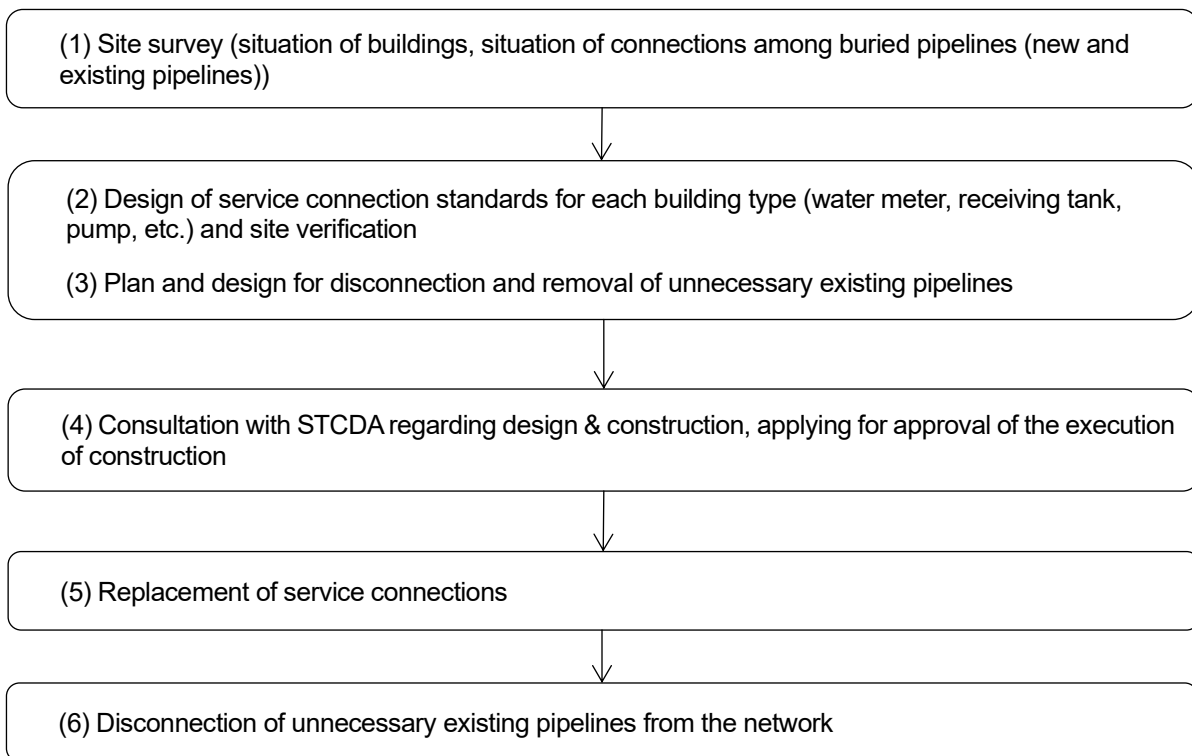 (1) Site survey (situation of buildings, situation of connections among buried pipelines (new and
existing pipelines))
(2) Design of service connection standards for each building type (water meter, receiving tank,
pump, etc.) and site verification
(3) Plan and design for disconnection and removal of unnecessary existing pipelines
(4) Consultation with STCDA regarding design & construction, applying for approval of the execution
of construction
(5) Replacement of service connections
(6) Disconnection of unnecessary existing pipelines from the network